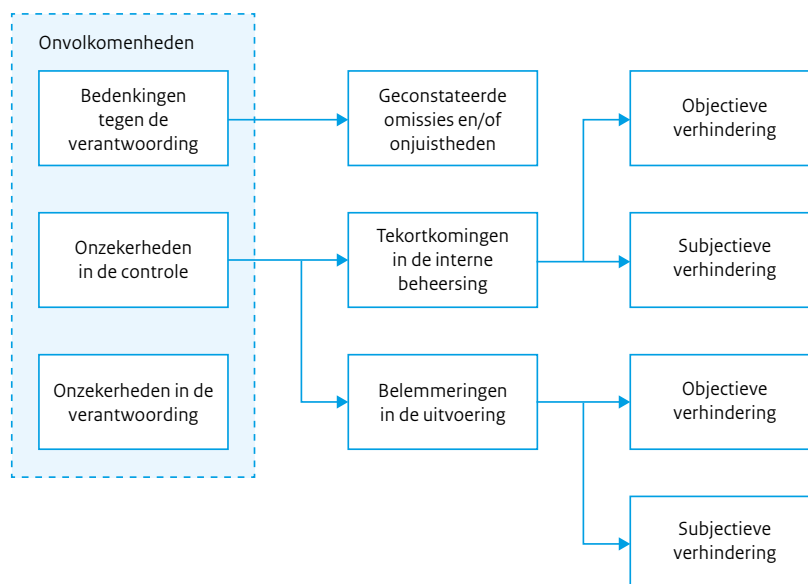 Onvolkomenheden
Bedenkingen
tegen de
verantwoording
Geconstateerde
omissies en/of
onjuistheden
Objectieve
verhindering
Onzekerheden
in de controle
Tekortkomingen
in de interne
beheersing
Subjectieve
verhindering
Onzekerheden in de
verantwoording
Belemmeringen
in de uitvoering
Objectieve
verhindering
Subjectieve
verhindering